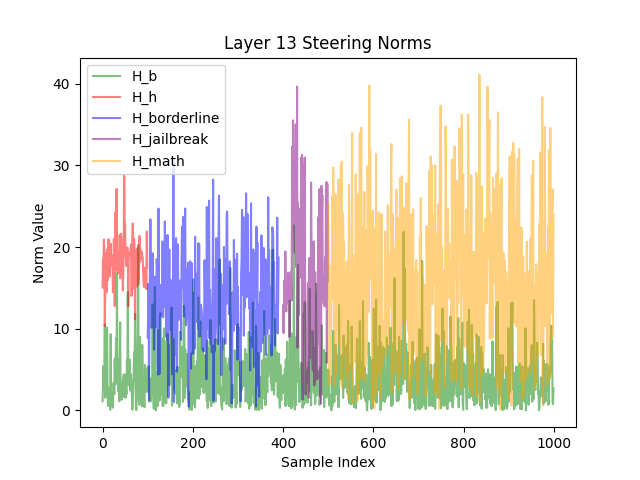 Layer 13 Steering Norms
H_b
H_h
H_borderline
H_jailbreak
H_math
Norm Value
40
30
20
10
0
0
200
400
600
800
1000
Sample Index